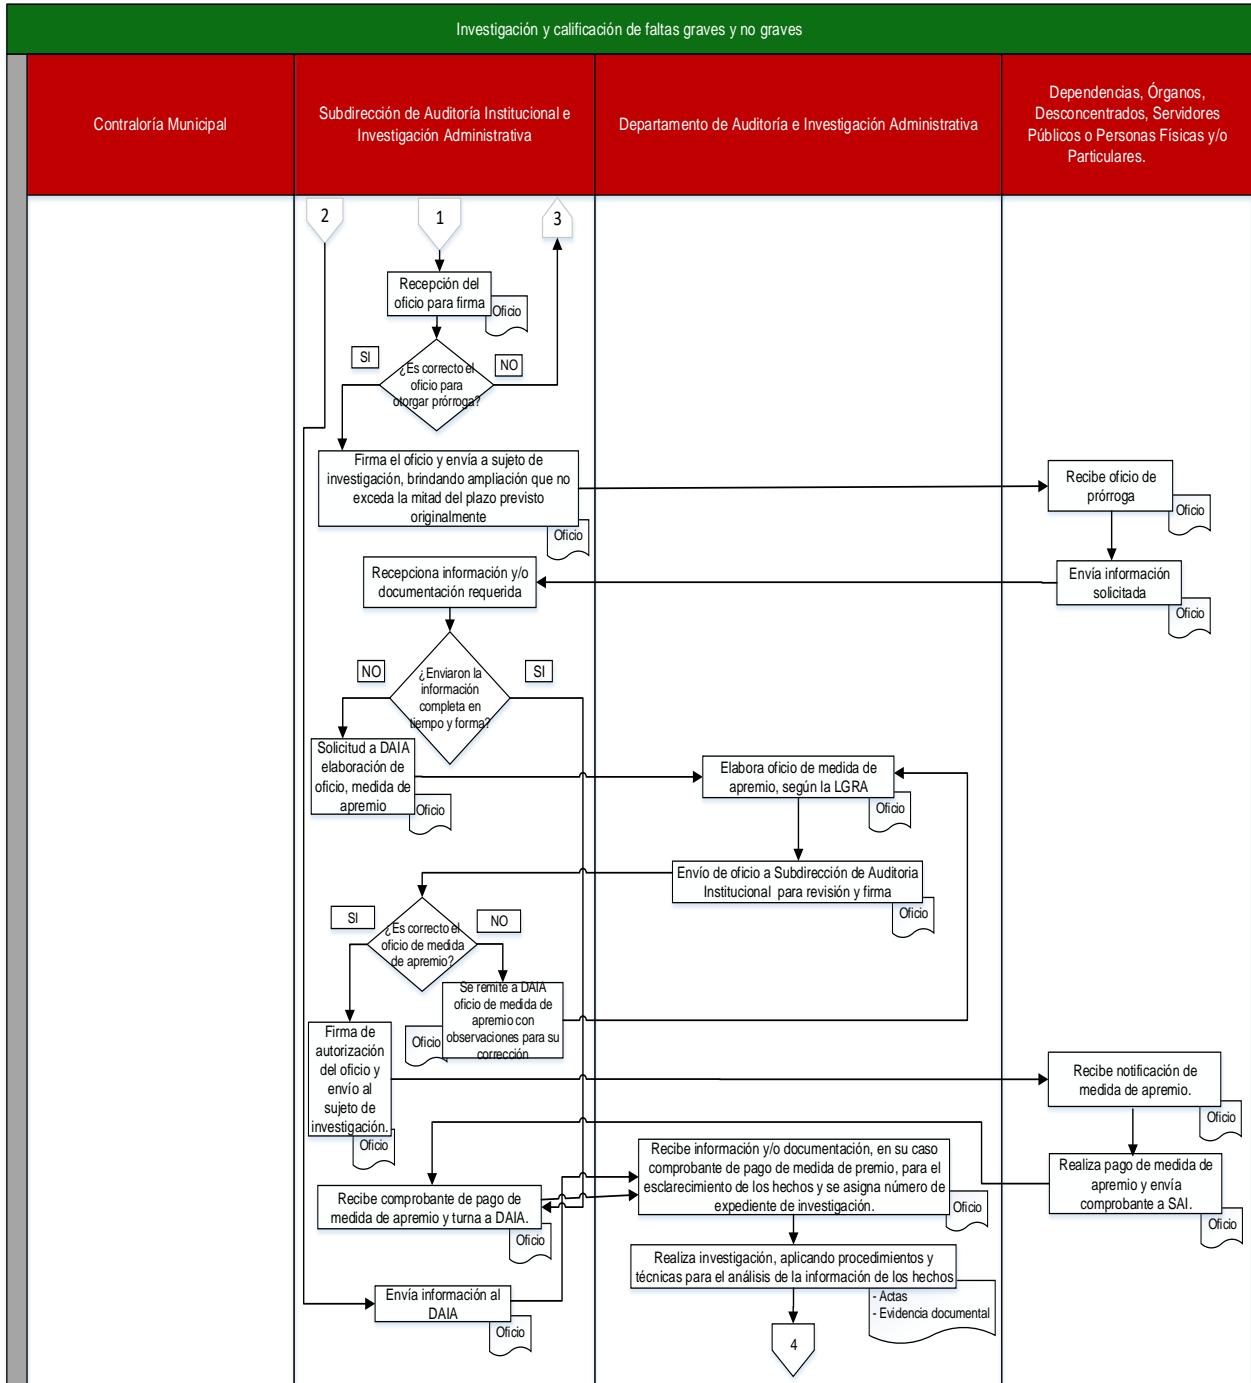 Investigación y calificación de faltas graves y no graves
Contraloría Municipal
Subdirección de Auditoría Institucional e
Investigación Administrativa
Departamento de Auditoría e Investigación Administrativa
Dependencias, Órganos,
Desconcentrados, Servidores
Públicos o Personas Físicas y/o
Particulares.
2
1
3
Recepción del
oficio para firma
Oficio
SI
NO
¿Es correcto el
oficio para
otorgar prórroga?
Firma el oficio y envía a sujeto de
investigación, brindando ampliación que no
exceda la mitad del plazo previsto
originalmente
Oficio
Recibe oficio de
prórroga
Oficio
Recepciona información y/o
documentación requerida
Envía información
solicitada
Oficio
NO
SI
¿Enviaron la
información
completa en
tiempo y forma?
Solicitud a DAIA
elaboración de
oficio, medida de
apremio
Oficio
Elabora oficio de medida de
apremio, según la LGRA
Oficio
Envío de oficio a Subdirección de Auditoria
Institucional para revisión y firma
Oficio
SI
NO
¿Es correcto el
oficio de medida
de apremio?
Se remite a DAIA
oficio de medida de
apremio con
observaciones para su
corrección
Oficio
Firma de
autorización
del oficio y
envío al
sujeto de
investigación.
Oficio
Recibe notificación de
medida de apremio.
Oficio
Recibe información y/o documentación, en su caso
comprobante de pago de medida de premio, para el
esclarecimiento de los hechos y se asigna número de
expediente de investigación.
Oficio
Realiza pago de medida de
apremio y envía
comprobante a SAI.
Oficio
Recibe comprobante de pago de
medida de apremio y turna a DAIA.
Oficio
Realiza investigación, aplicando procedimientos y
técnicas para el análisis de la información de los hechos
- Actas
- Evidencia documental
Envía información al
DAIA
Oficio
4